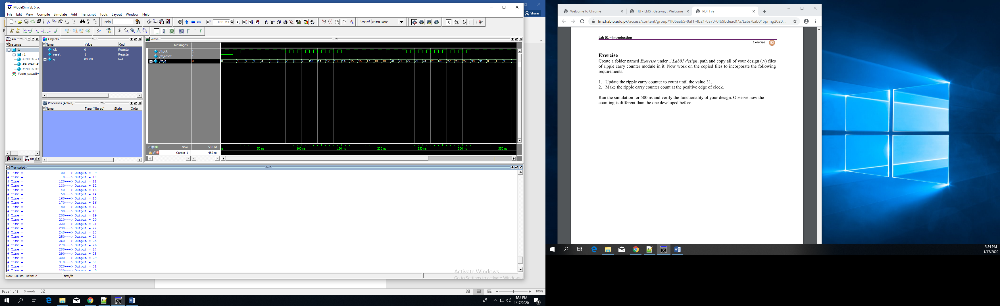 ModelSim SE 6.5c
File Edit View Compile Simulate Add Transcript Tools Layout Window Help
Help
100 ns
Layout Simulate
sim
Instance
tb
r1
#INITIAL#1
#ALWAYS#2
#INITIAL#2
#vsim_capacity
Library
sim
Objects
Name Value Kind
clk 0 Register
reset 1 Register
q 00000 Net
Processes (Active)
Name Type (filtered) State Order
Wave
Messages
/tb/clk 1
/tb/reset 1
/tb/q 0
0 1 2 3 4 5 6 7 8 9 10 11 12 13 14 15 16 17 18 19 20 21 22 23 24 25 26 27 28 29 30 31 0 1 2 3
Now 500 ns
Cursor 1 487 ns
ns 50 ns 100 ns 150 ns 200 ns 250 ns 300 ns 350 ns
Transcript
# Time = 100---> Output = 9
# Time = 110---> Output = 10
# Time = 120---> Output = 11
# Time = 130---> Output = 12
# Time = 140---> Output = 13
# Time = 150---> Output = 14
# Time = 160---> Output = 15
# Time = 170---> Output = 16
# Time = 180---> Output = 17
# Time = 190---> Output = 18
# Time = 200---> Output = 19
# Time = 210---> Output = 20
# Time = 220---> Output = 21
# Time = 230---> Output = 22
# Time = 240---> Output = 23
# Time = 250---> Output = 24
# Time = 260---> Output = 25
# Time = 270---> Output = 26
# Time = 280---> Output = 27
# Time = 290---> Output = 28
# Time = 300---> Output = 29
# Time = 310---> Output = 30
# Time = 320---> Output = 31
# Time = 330---> Output = 0
Now: 500 ns Delta: 2 sim:/tb
Activate Windows
Go to Settings to activate Windows.
Share
Page 1 of 1 0 words
100%
5:34 PM
1/17/2020
Welcome to Chrome
HU - LMS : Gateway : Welcome
PDF File
lms.habib.edu.pk/access/content/group/1f06aab5-8af1-4b21-8a73-0fb9bdeac07a/Labs/Lab01Spring2020....
Lab 01 – Introduction
Exercise
Exercise
Create a folder named Exercise under ..\Lab01\design\ path and copy all of your design (.v) files
of ripple carry counter module in it. Now work on the copied files to incorporate the following
requirements.
1. Update the ripple carry counter to count until the value 31.
2. Make the ripple carry counter count at the positive edge of clock.
Run the simulation for 500 ns and verify the functionality of your design. Observe how the
counting is different than the one developed before.
5:34 PM
1/17/2020